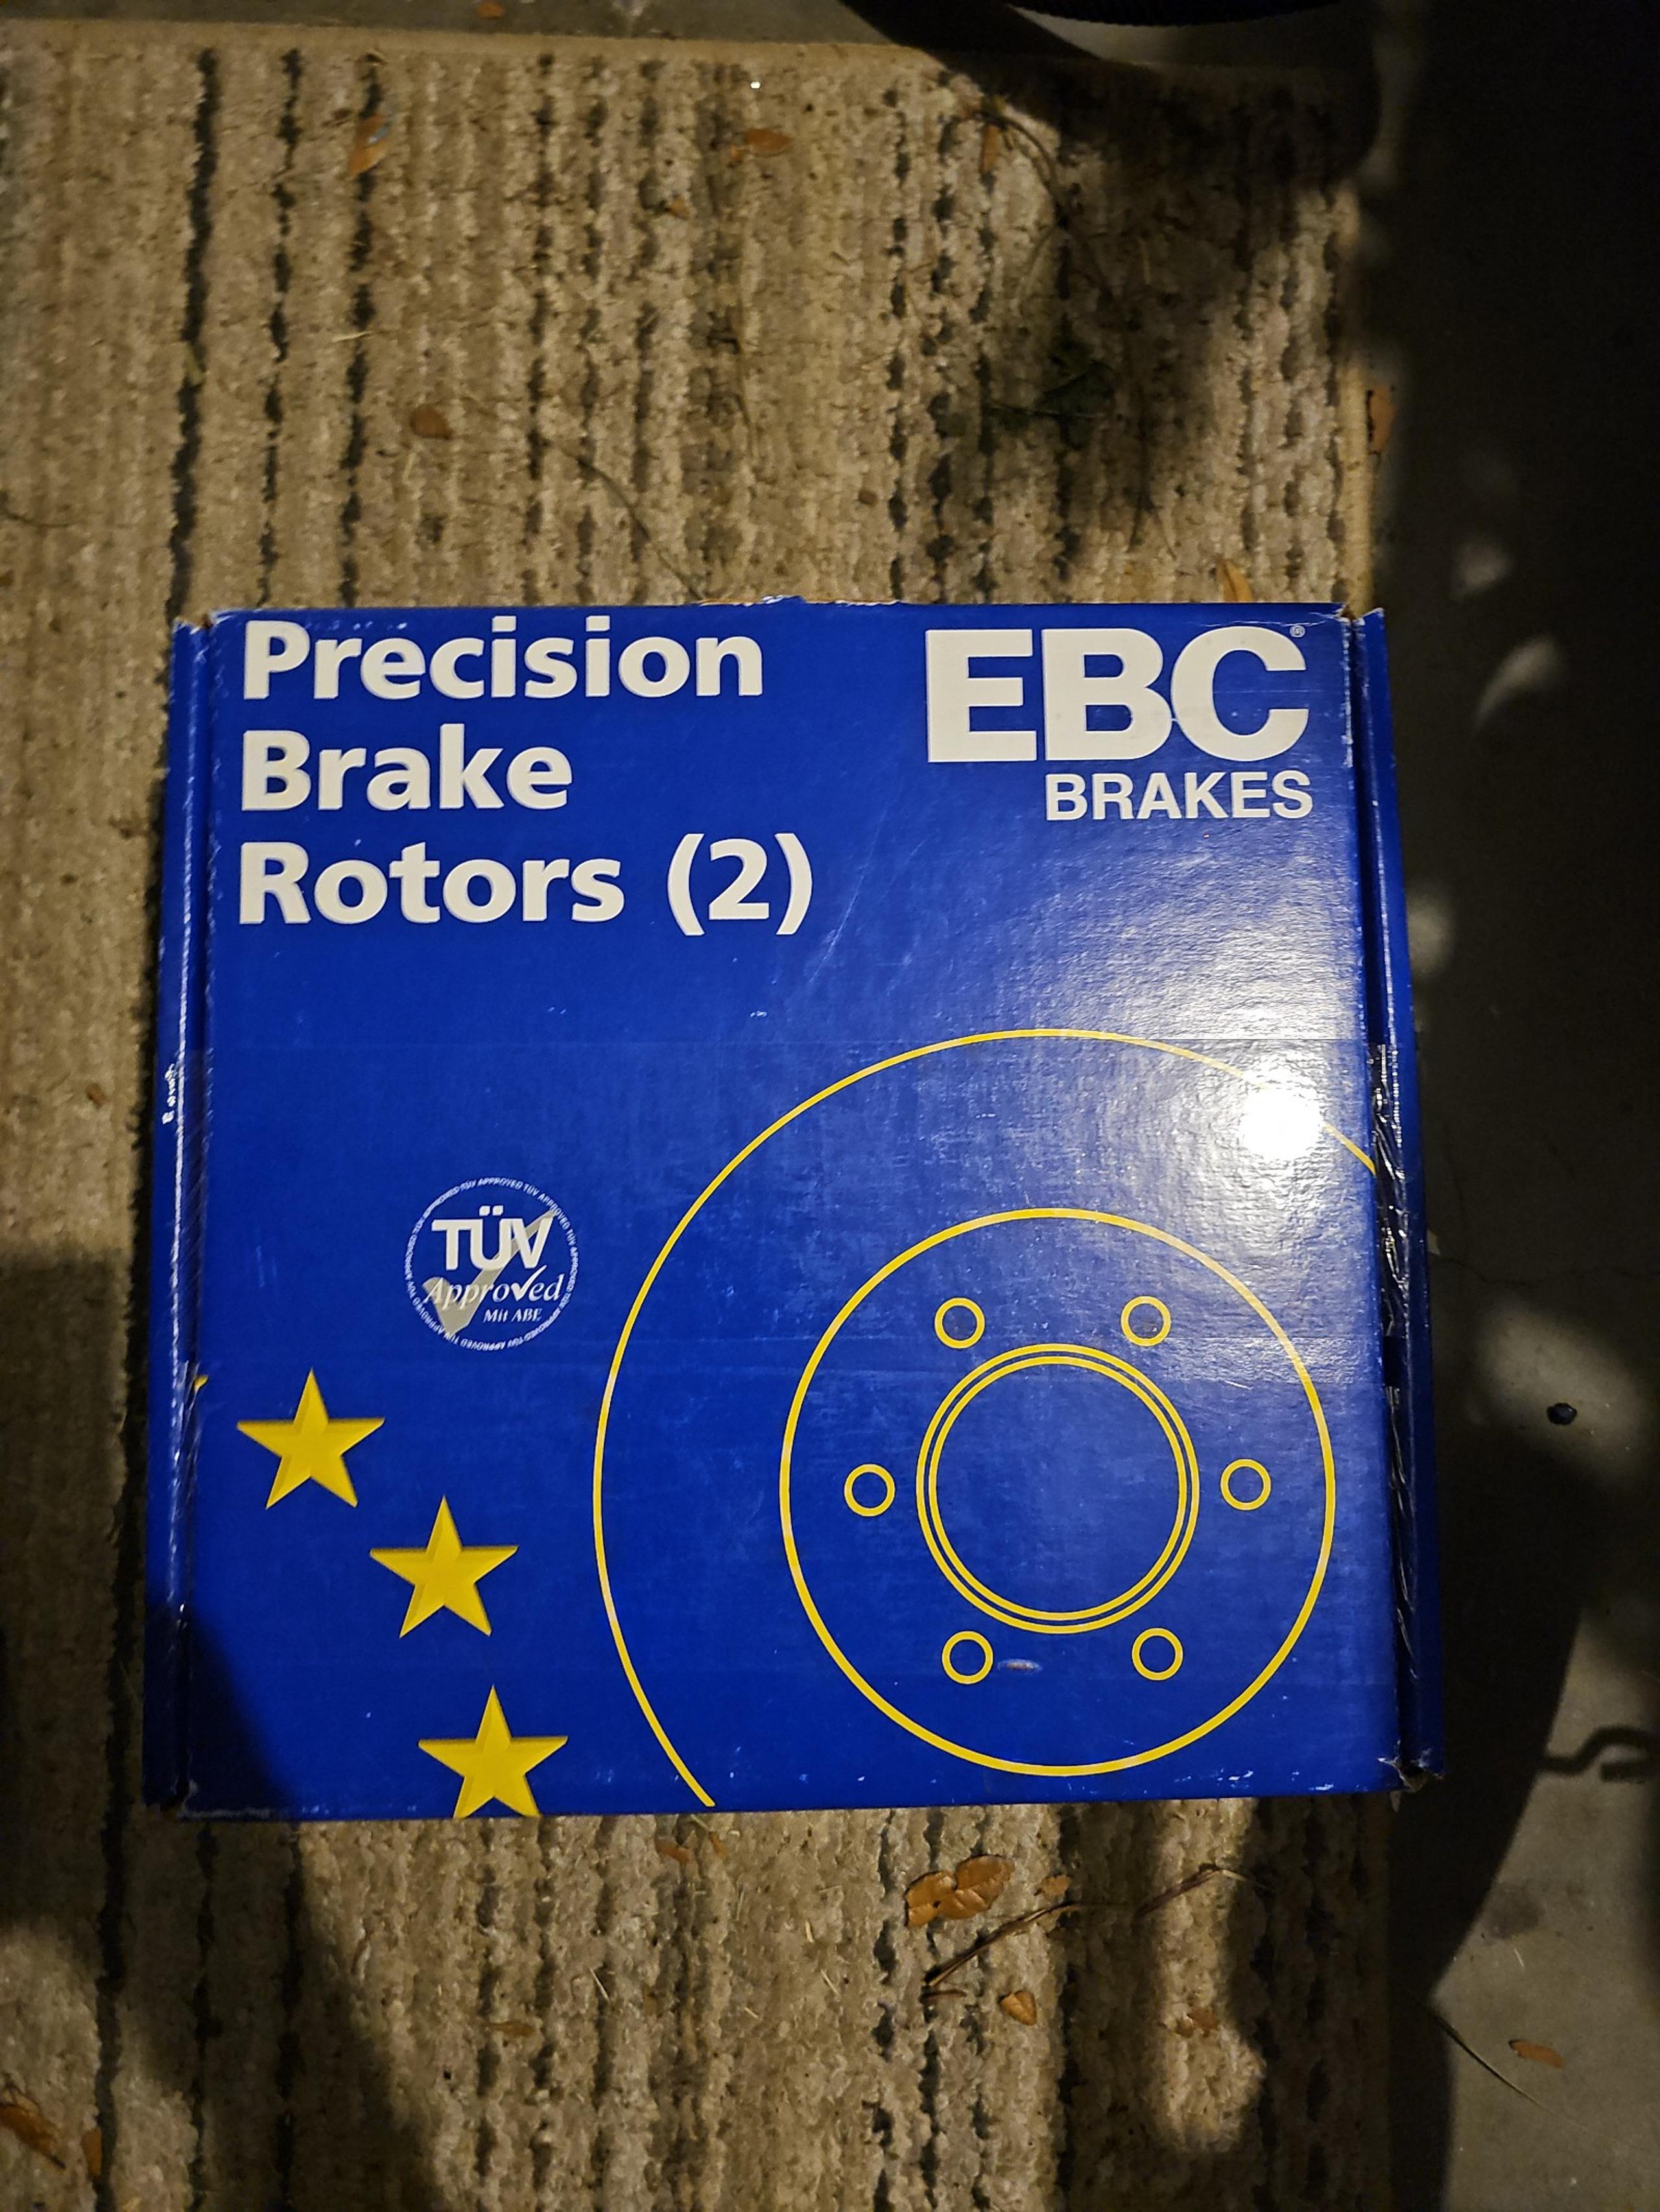 Precision
Brake
Rotors (2)
EBC®
BRAKES
TÜV
Approved
Mit ABE